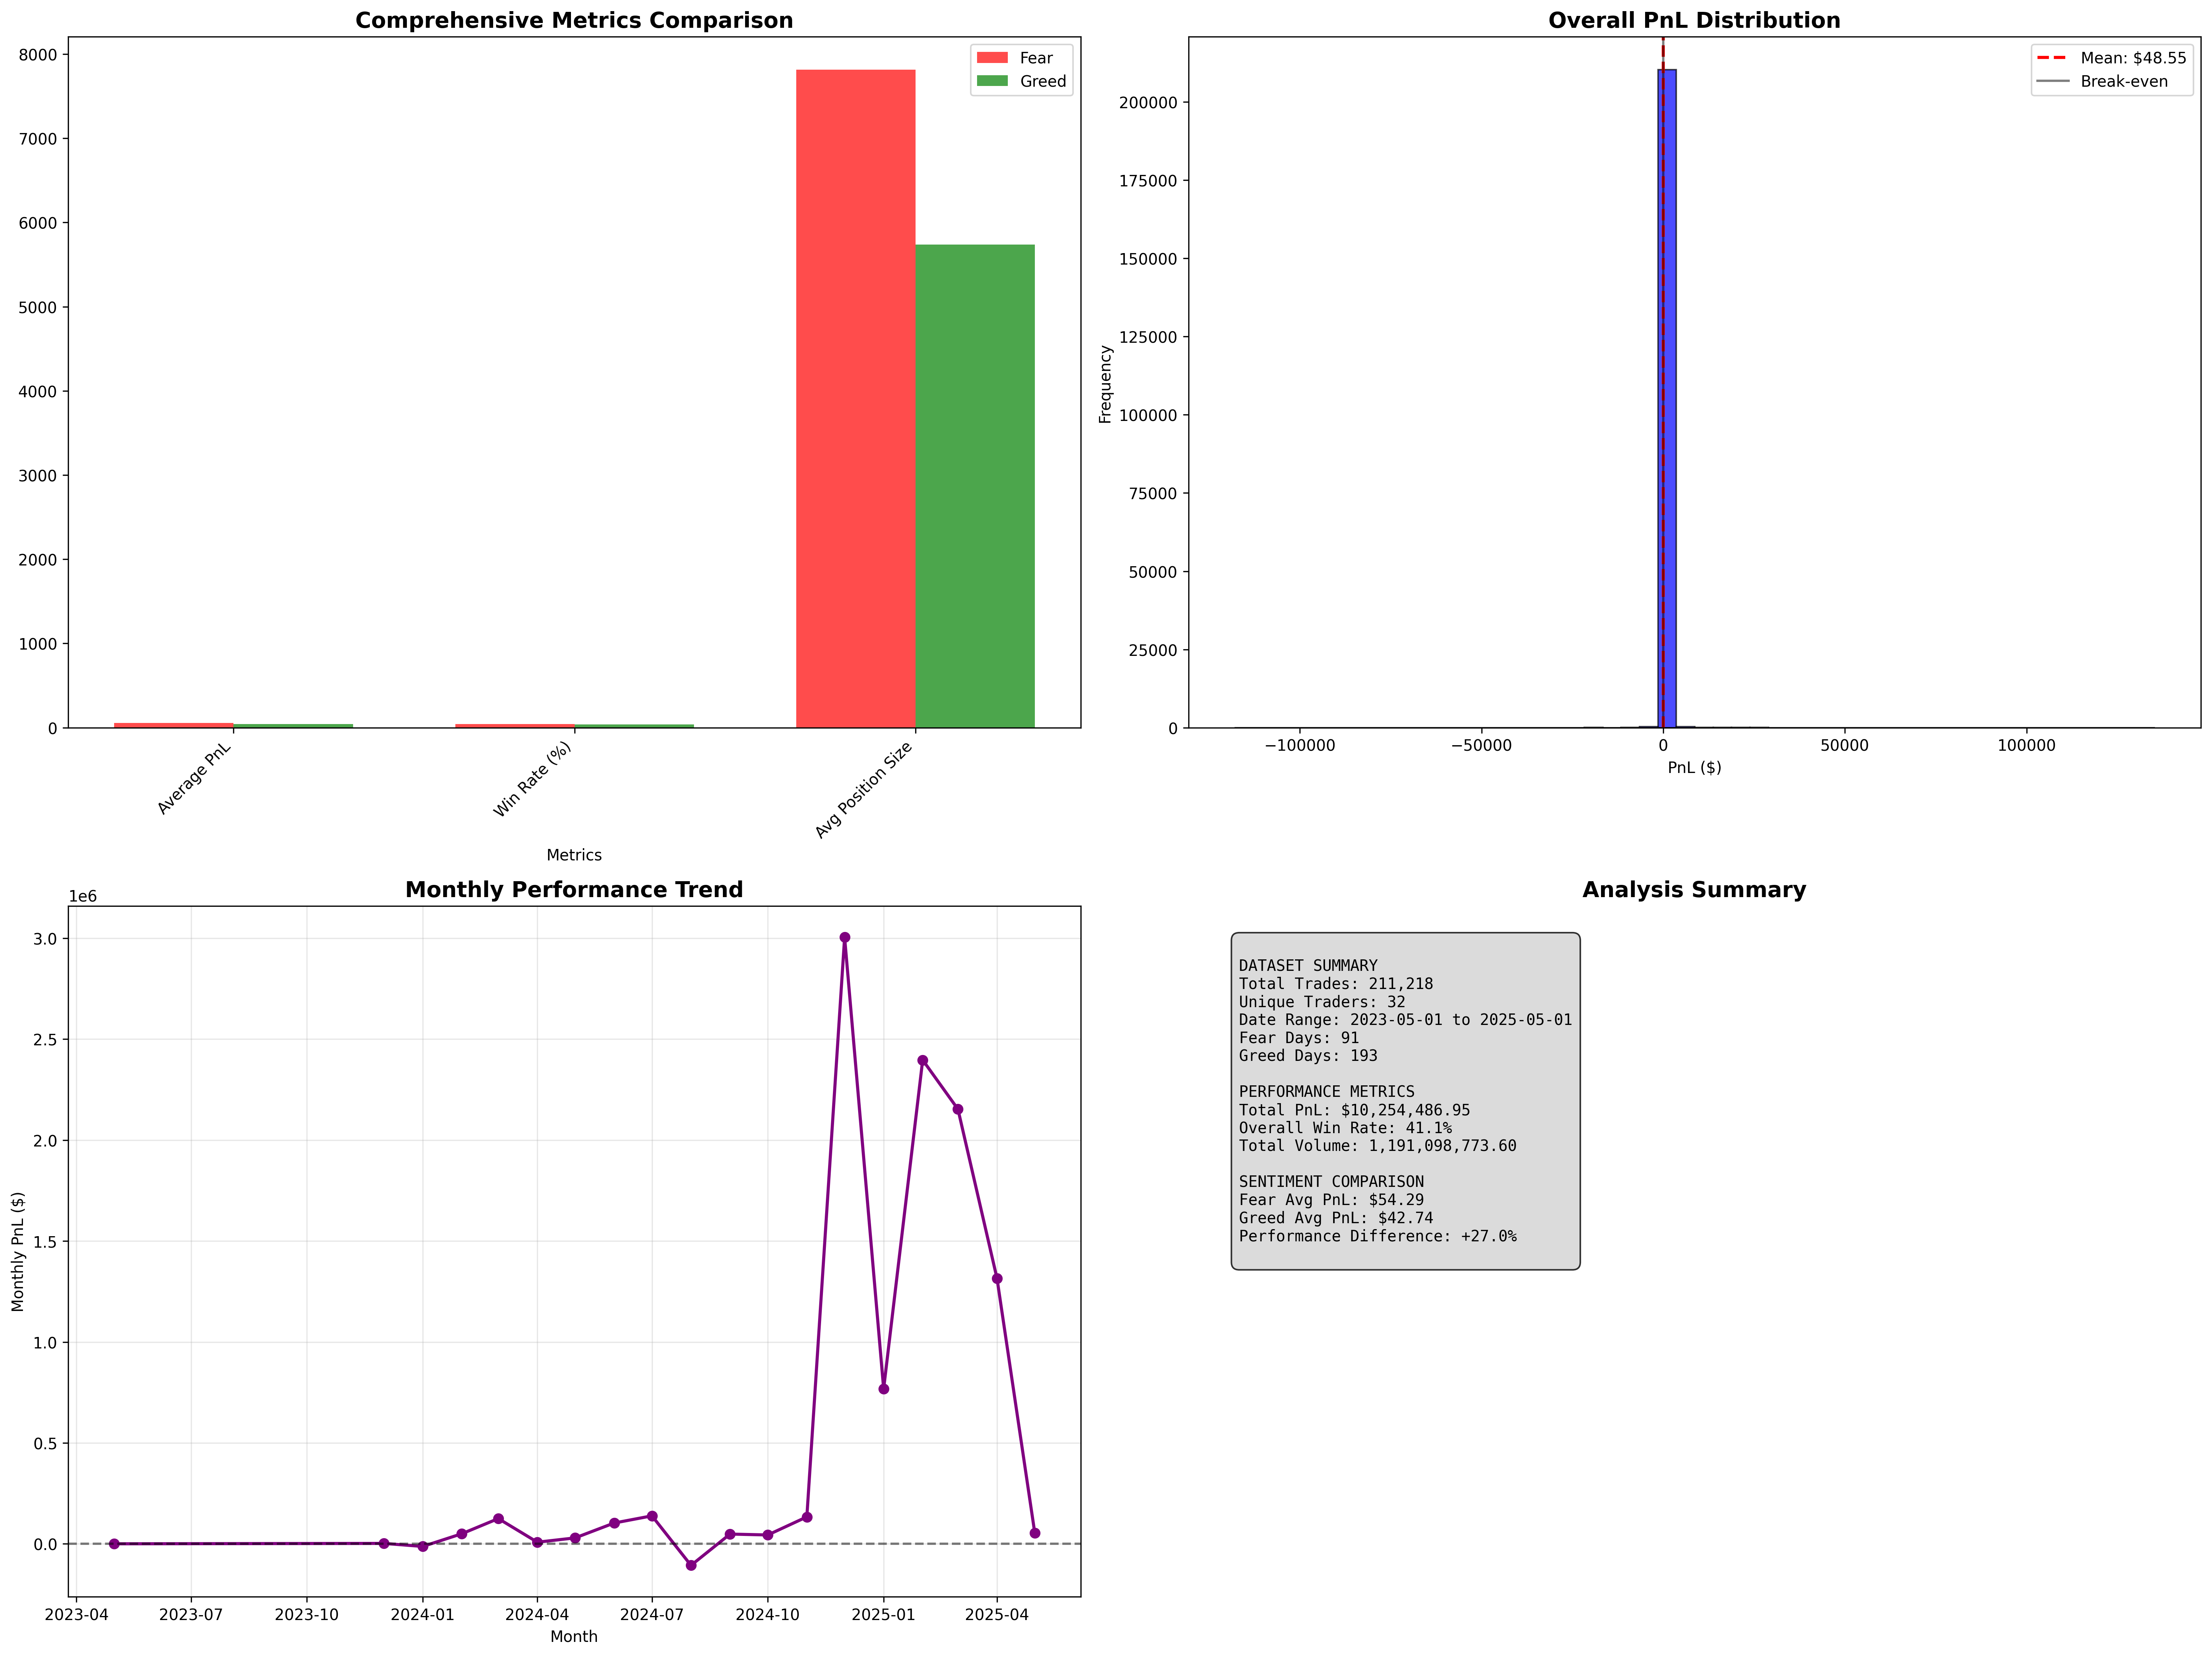 Comprehensive Metrics Comparison
8000
7000
6000
5000
4000
3000
2000
1000
0
Fear
Greed
Average PnL
Win Rate (%)
Avg Position Size
Metrics
Overall PnL Distribution
Frequency
200000
175000
150000
125000
100000
75000
50000
25000
0
Mean: $48.55
Break-even
−100000
−50000
0
50000
100000
PnL ($)
Monthly Performance Trend
1e6
Monthly PnL ($)
3.0
2.5
2.0
1.5
1.0
0.5
0.0
2023-04
2023-07
2023-10
2024-01
2024-04
2024-07
2024-10
2025-01
2025-04
Month
Analysis Summary
DATASET SUMMARY
Total Trades: 211,218
Unique Traders: 32
Date Range: 2023-05-01 to 2025-05-01
Fear Days: 91
Greed Days: 193
PERFORMANCE METRICS
Total PnL: $10,254,486.95
Overall Win Rate: 41.1%
Total Volume: 1,191,098,773.60
SENTIMENT COMPARISON
Fear Avg PnL: $54.29
Greed Avg PnL: $42.74
Performance Difference: +27.0%